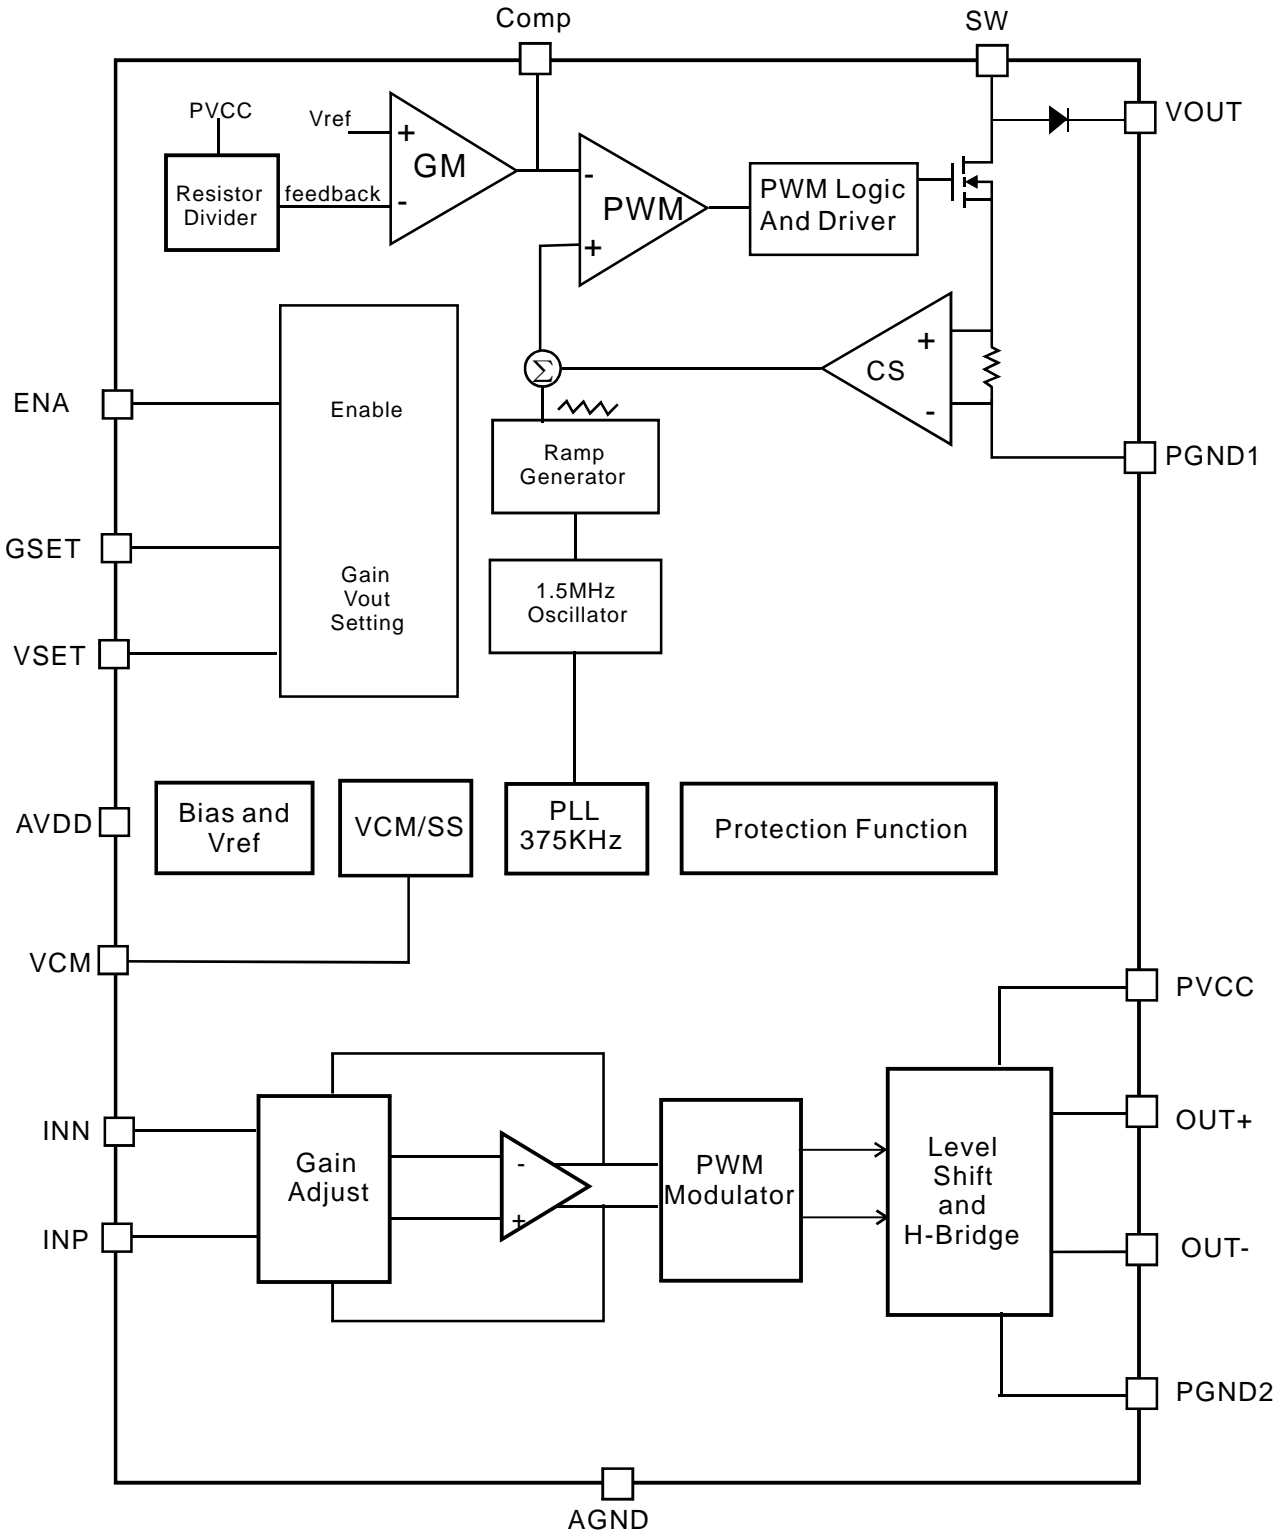 Comp
SW
PVCC
Vref
VOUT
+
GM
-
Resistor
Divider
feedback
-
PWM
+
PWM Logic
And Driver
+
CS
-
Σ
ENA
Enable
Ramp
Generator
PGND1
GSET
Gain
Vout
Setting
1.5MHz
Oscillator
VSET
AVDD
Bias and
Vref
VCM/SS
PLL
375KHz
Protection Function
VCM
PVCC
INN
Gain
Adjust
-
+
PWM
Modulator
Level
Shift
and
H-Bridge
OUT+
INP
OUT-
PGND2
AGND